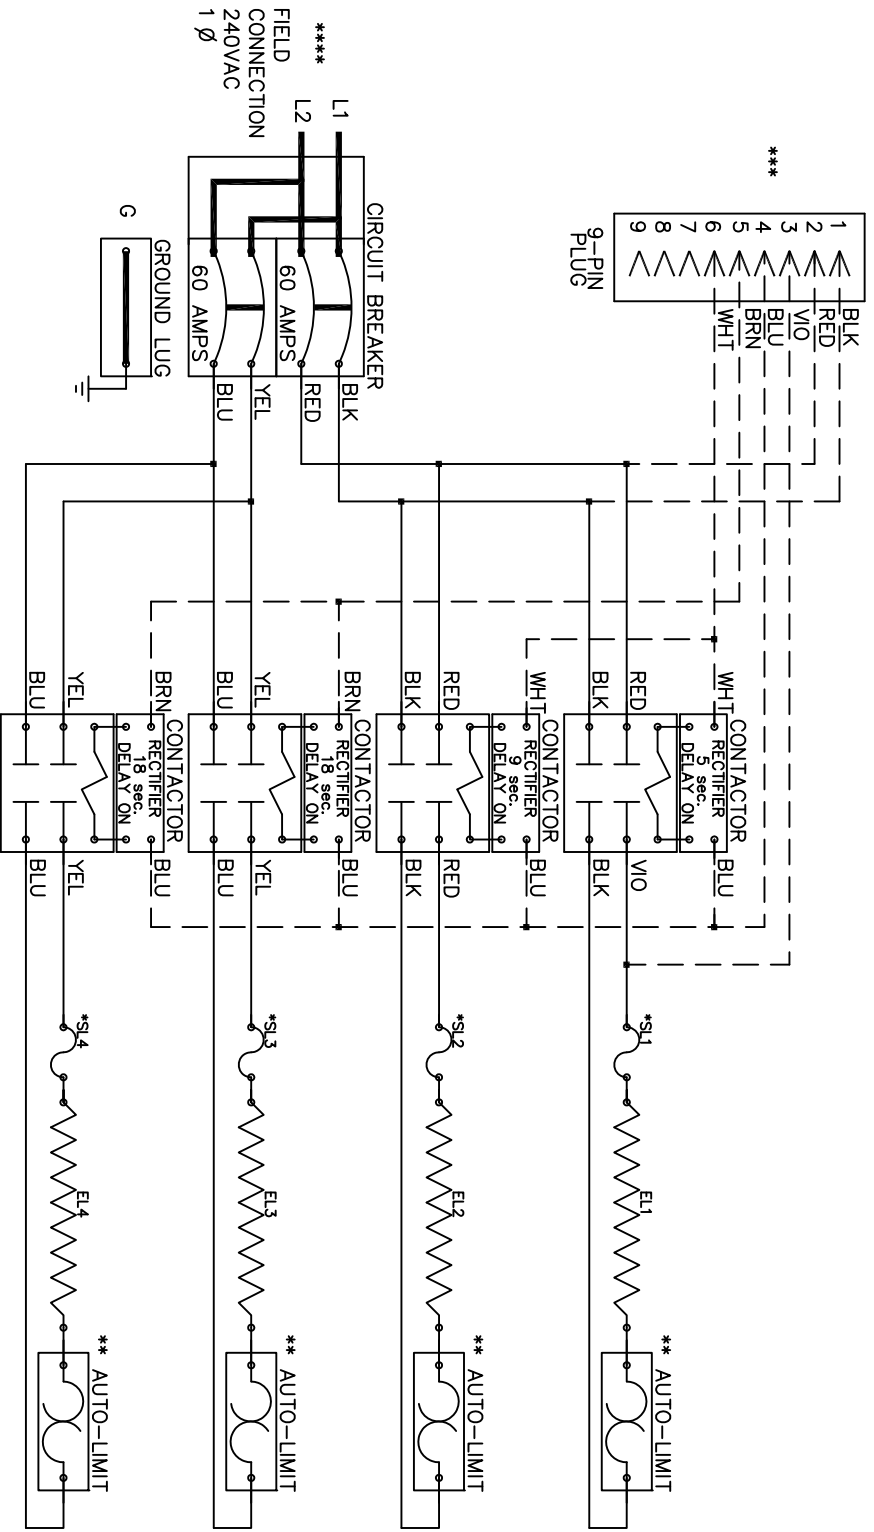 ***
1
2
3
4
5
6
7
8
9
9-PIN
PLUG
BLK
RED
VIO
BLU
BRN
WHT
****
FIELD
CONNECTION
240VAC
1 Ø
L1
L2
CIRCUIT BREAKER
60 AMPS
60 AMPS
BLK
RED
YEL
BLU
G
GROUND LUG
WHT
CONTACTOR
RECTIFIER
5 sec.
DELAY ON
BLU
RED
VIO
BLK
BLK
*SL1
EL1
** AUTO-LIMIT
WHT
CONTACTOR
RECTIFIER
9 sec.
DELAY ON
BLU
RED
RED
BLK
BLK
*SL2
EL2
** AUTO-LIMIT
BRN
CONTACTOR
RECTIFIER
18 sec.
DELAY ON
BLU
YEL
YEL
BLU
BLU
*SL3
EL3
** AUTO-LIMIT
BRN
CONTACTOR
RECTIFIER
18 sec.
DELAY ON
BLU
YEL
YEL
BLU
BLU
*SL4
EL4
** AUTO-LIMIT